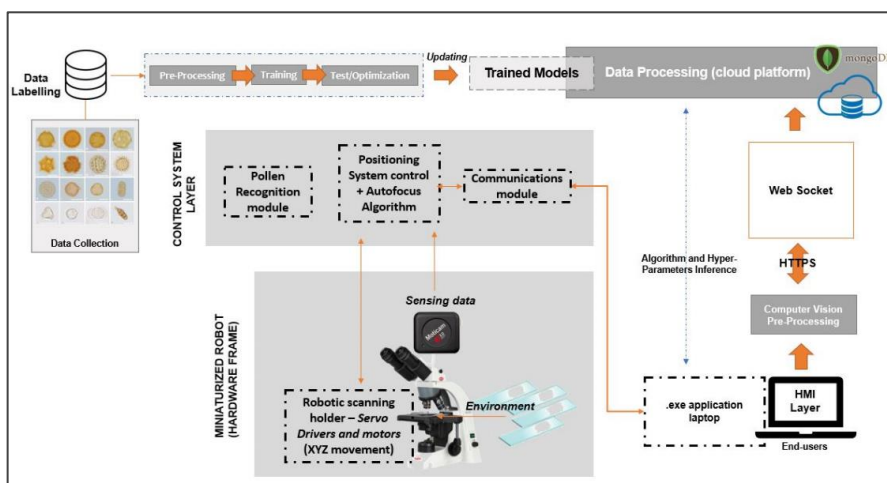 Data
Labelling
Pre-Processing
Training
Test/Optimization
Updating
Trained Models
Data Processing (cloud platform)
mongoD
Data Collection
CONTROL SYSTEM
LAYER
Pollen
Recognition
module
Positioning
System control
+ Autofocus
Algorithm
Communications
module
Web Socket
Algorithm and Hyper-
Parameters Inference
HTTPS
Computer Vision
Pre-Processing
MINIATURIZED ROBOT
(HARDWARE FRAME)
Sensing data
Moticam
Robotic scanning
holder – Servo
Drivers and motors
(XYZ movement)
Environment
.exe application
laptop
HMI
Layer
End-users